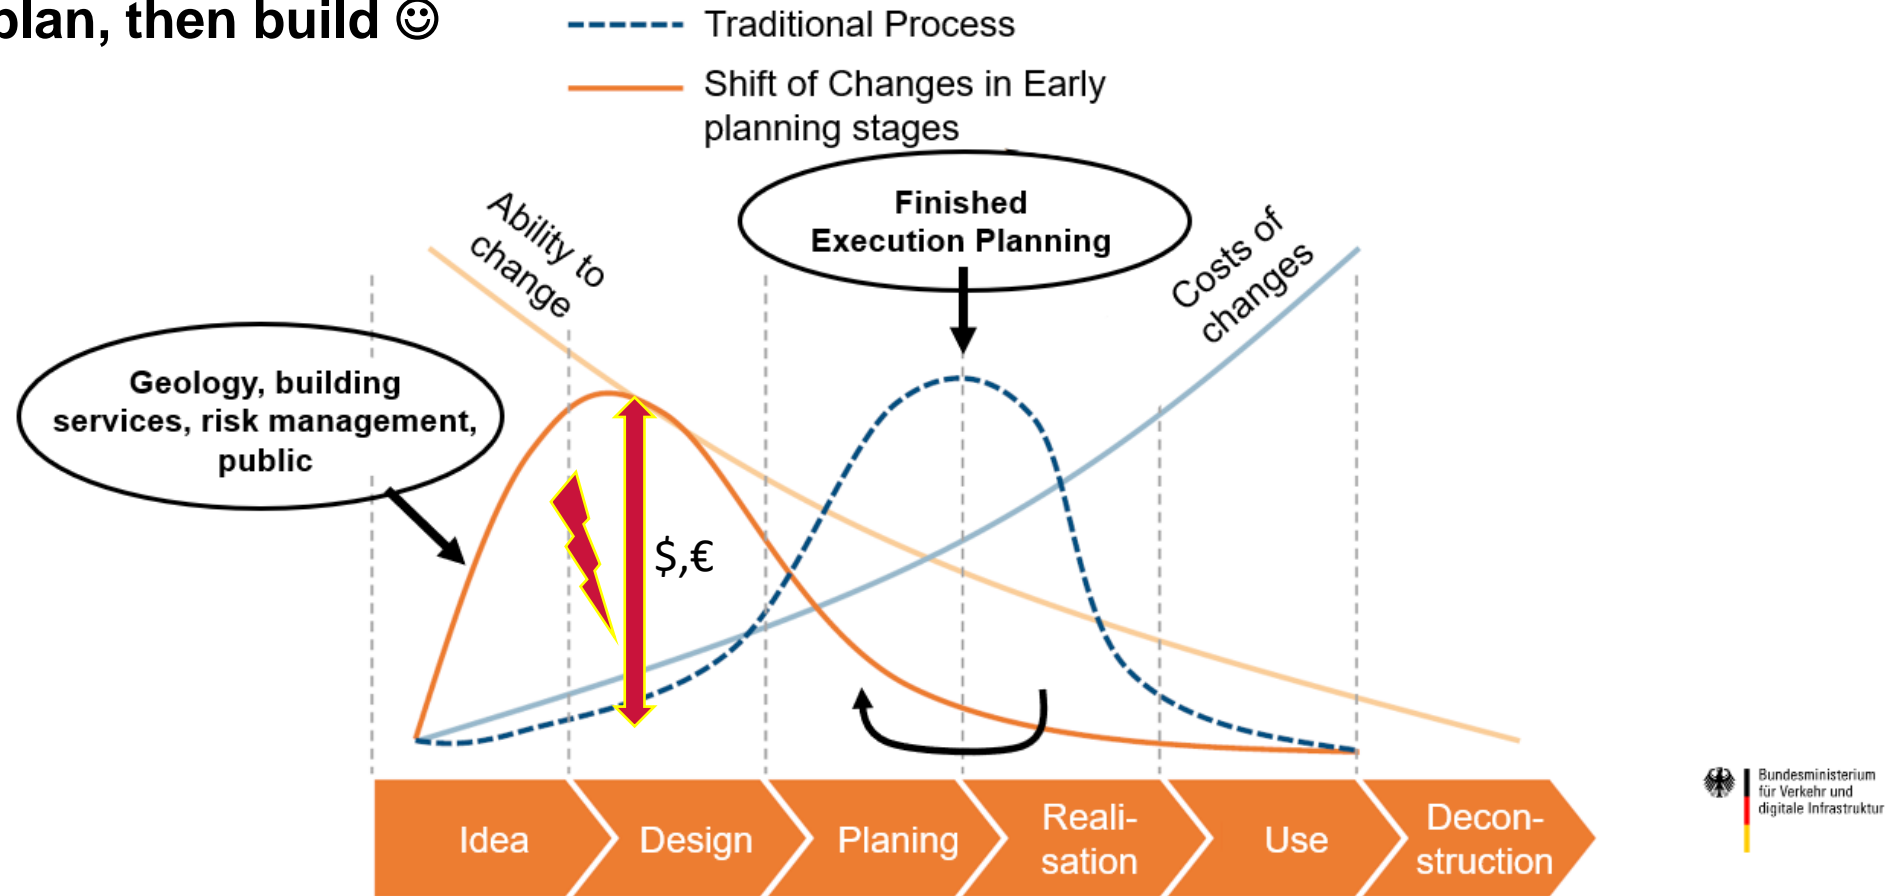 plan, then build ☺
Traditional Process
Shift of Changes in Early
planning stages
Finished
Execution Planning
Ability to
change
Costs of
changes
Geology, building
services, risk management,
public
$,€
Idea
Design
Planing
Reali-
sation
Use
Decon-
struction
Bundesministerium
für Verkehr und
digitale Infrastruktur